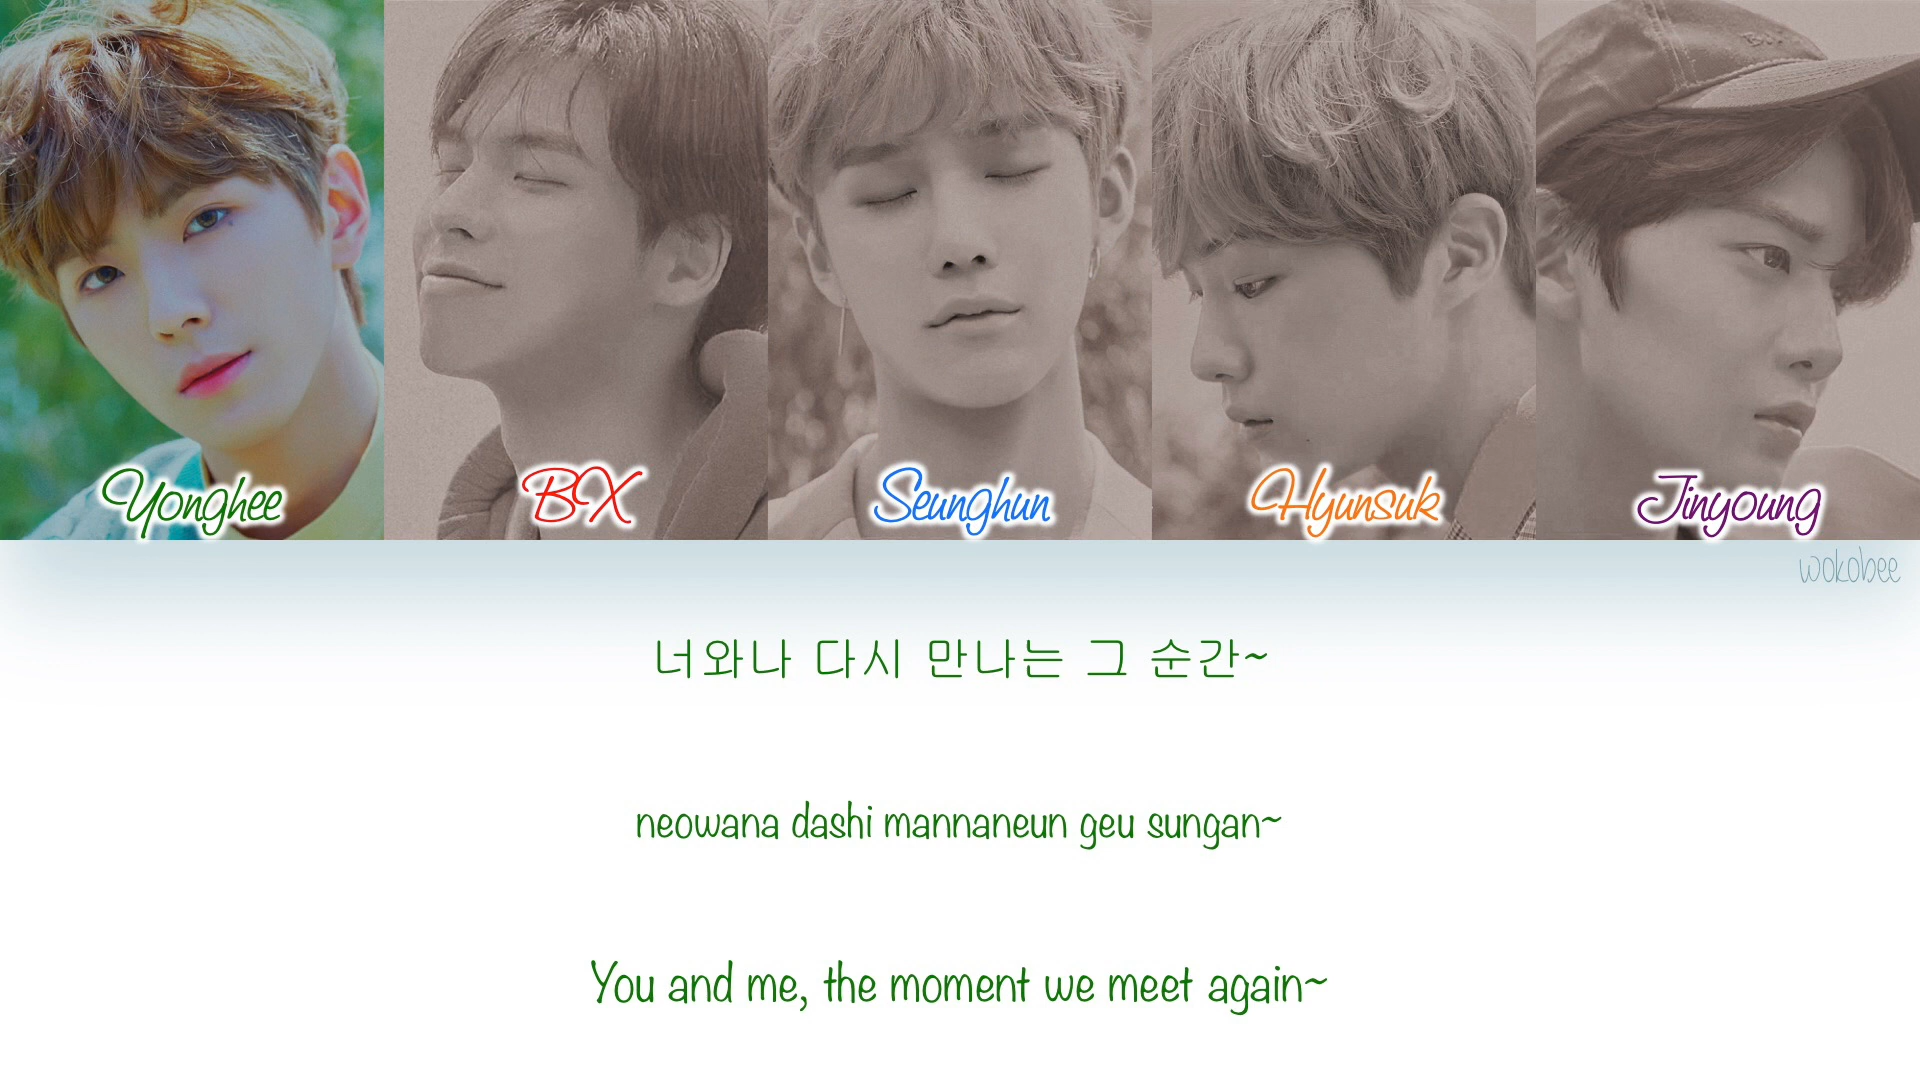 Yonghee BX Seunghun Hyunsuk Jinyoung
wokobee
너와나 다시 만나는 그 순간~
neowana dashi mannaneun geu sungan~
You and me, the moment we meet again~